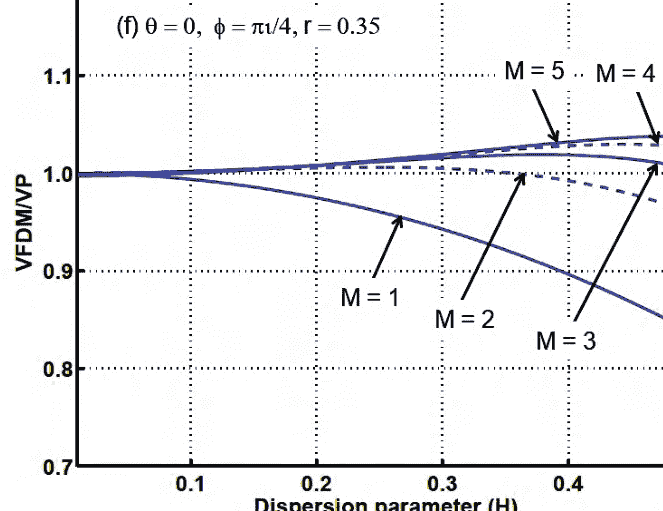 (f) θ = 0, ϕ = πι/4, r = 0.35
1.1
M = 5
M = 4
1.0
VFDM/VP
0.9
M = 1
M = 2
M = 3
0.8
0.7
0.1
0.2
0.3
0.4
Dispersion parameter (H)